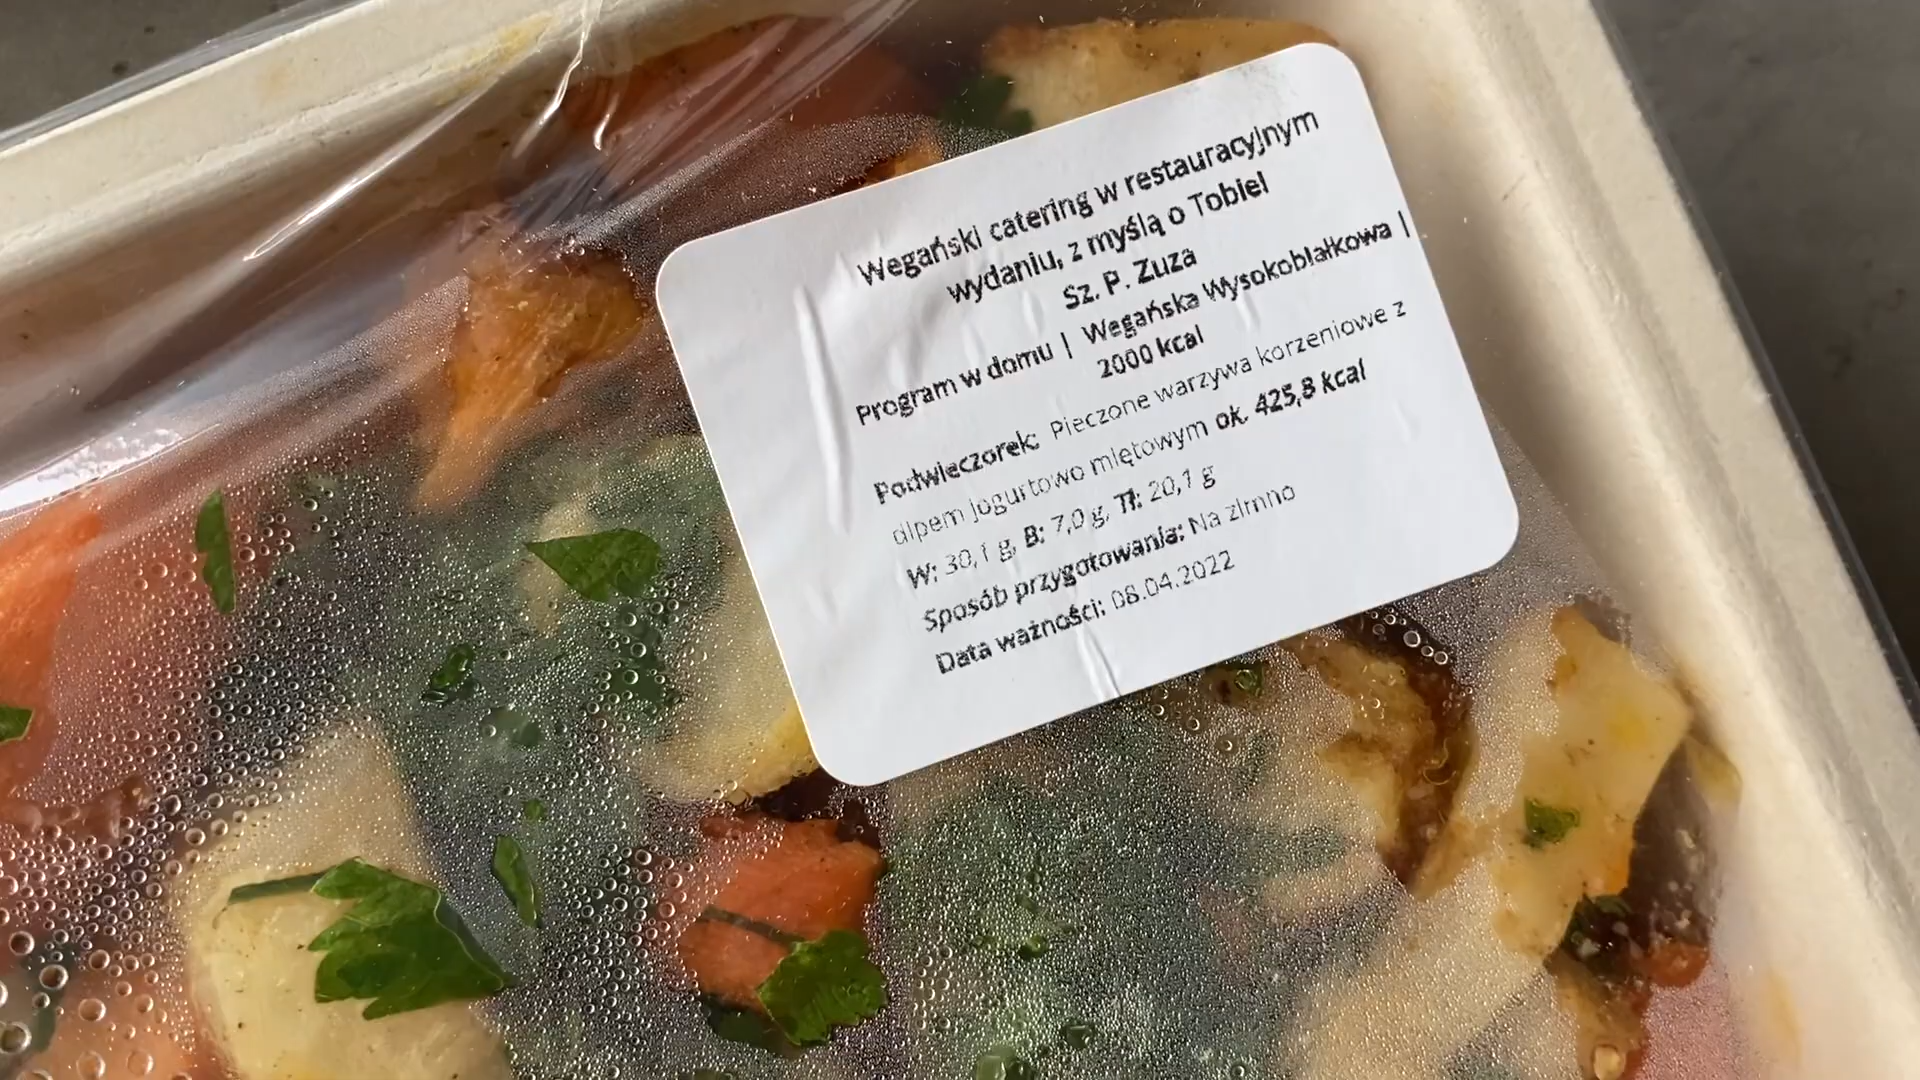 Wegański catering w restauracyjnym
wydaniu, z myślą o Tobie!
Sz. P. Zuza
Program w domu | Wegańska Wysokobiałkowa |
2000 kcal
Podwieczorek: Pieczone warzywa korzeniowe z
dipem jogurtowo miętowym ok. 425,8 kcal
W: 30,1 g, B: 7,0 g, Tł: 20,1 g
Sposób przygotowania: Na zimno
Data ważności: 08.04.2022